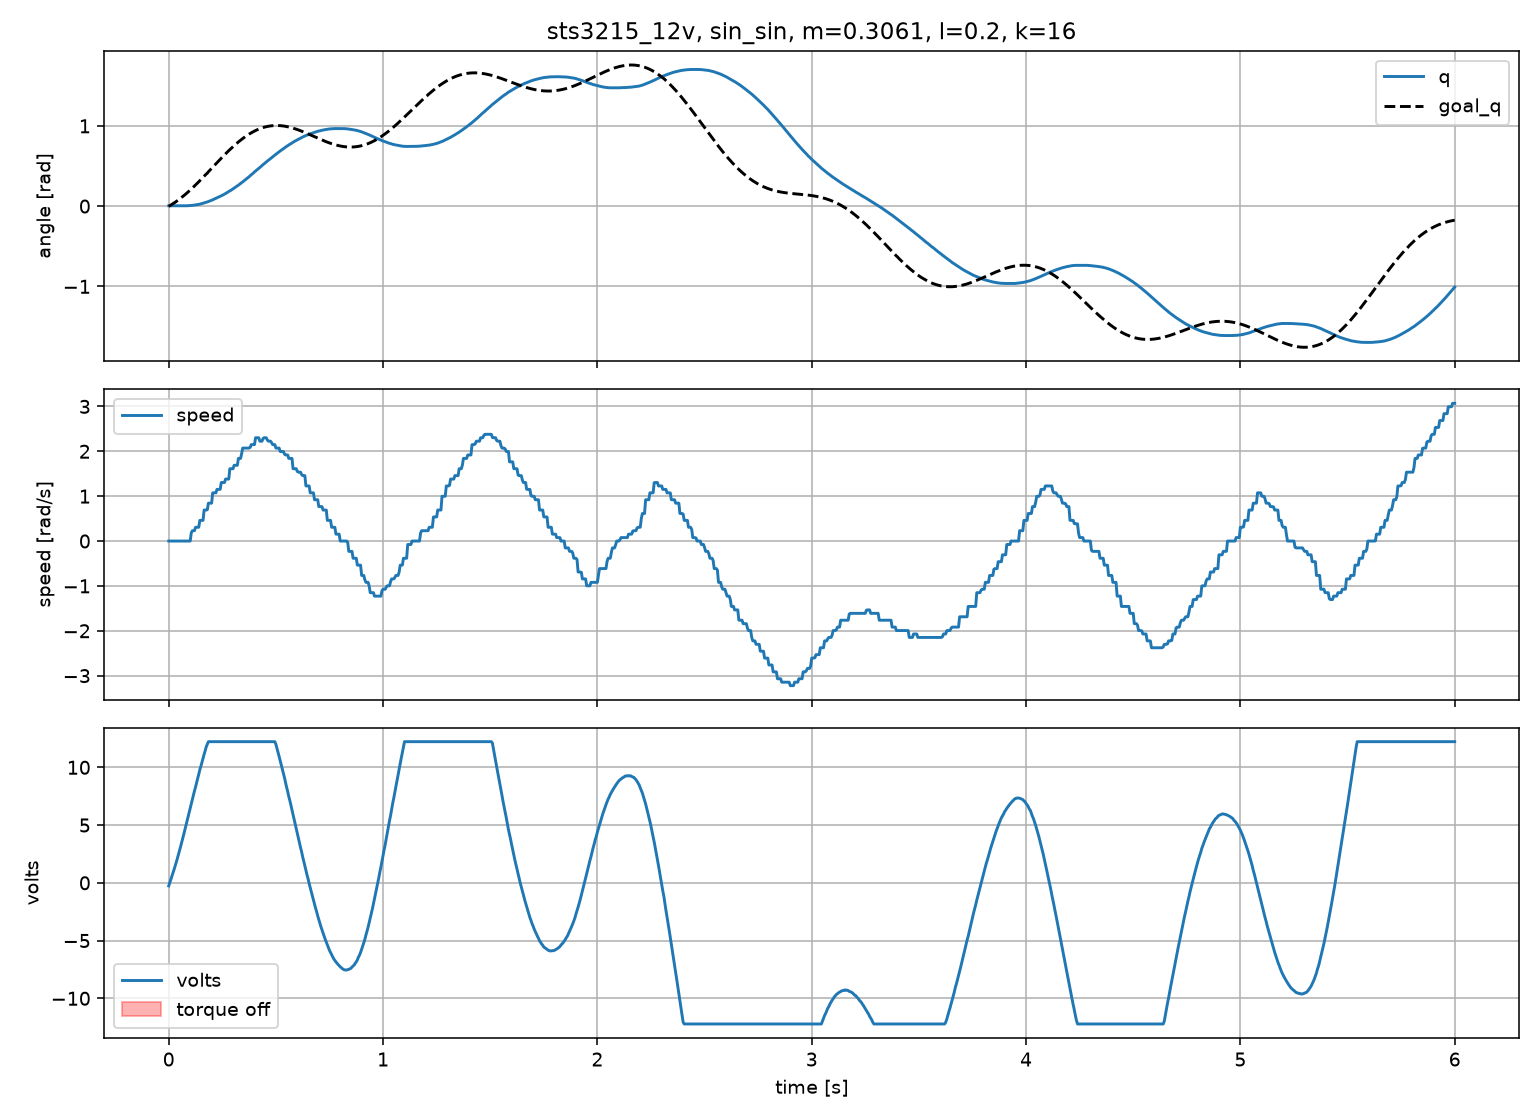 sts3215_12v, sin_sin, m=0.3061, l=0.2, k=16
angle [rad]
1
0
−1
q
goal_q
speed [rad/s]
3
2
1
0
−1
−2
−3
speed
volts
10
5
0
−5
−10
volts
torque off
0
1
2
3
4
5
6
time [s]